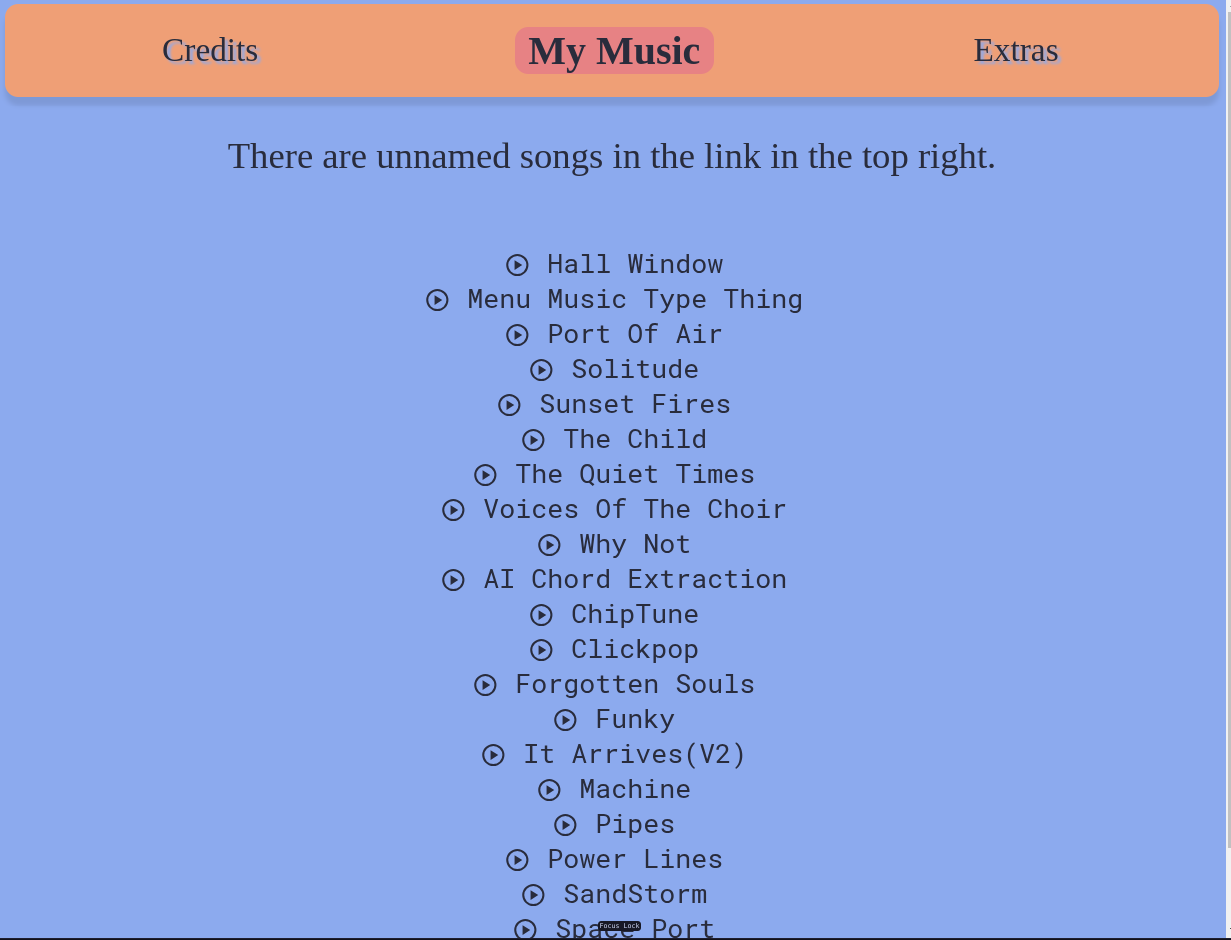 Credits My Music Extras
There are unnamed songs in the link in the top right.
Hall Window
Menu Music Type Thing
Port Of Air
Solitude
Sunset Fires
The Child
The Quiet Times
Voices Of The Choir
Why Not
AI Chord Extraction
ChipTune
Clickpop
Forgotten Souls
Funky
It Arrives(V2)
Machine
Pipes
Power Lines
SandStorm
Space Port
Focus Lock